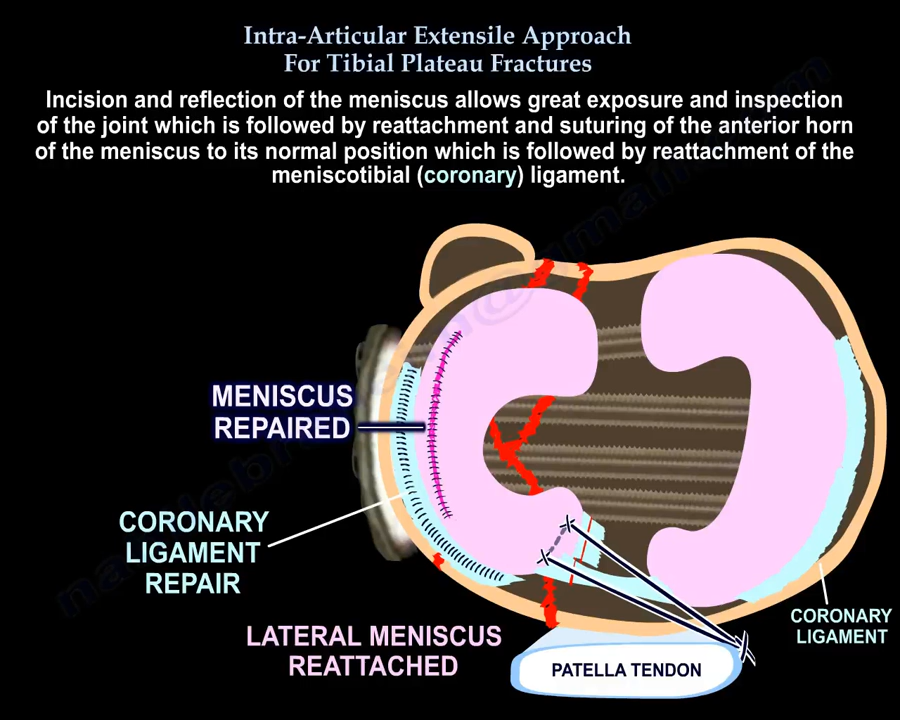 Intra-Articular Extensile Approach
For Tibial Plateau Fractures
Incision and reflection of the meniscus allows great exposure and inspection
of the joint which is followed by reattachment and suturing of the anterior horn
of the meniscus to its normal position which is followed by reattachment of the
meniscotibial (coronary) ligament.
MENISCUS
REPAIRED
CORONARY
LIGAMENT
REPAIR
LATERAL MENISCUS
REATTACHED
PATELLA TENDON
CORONARY
LIGAMENT